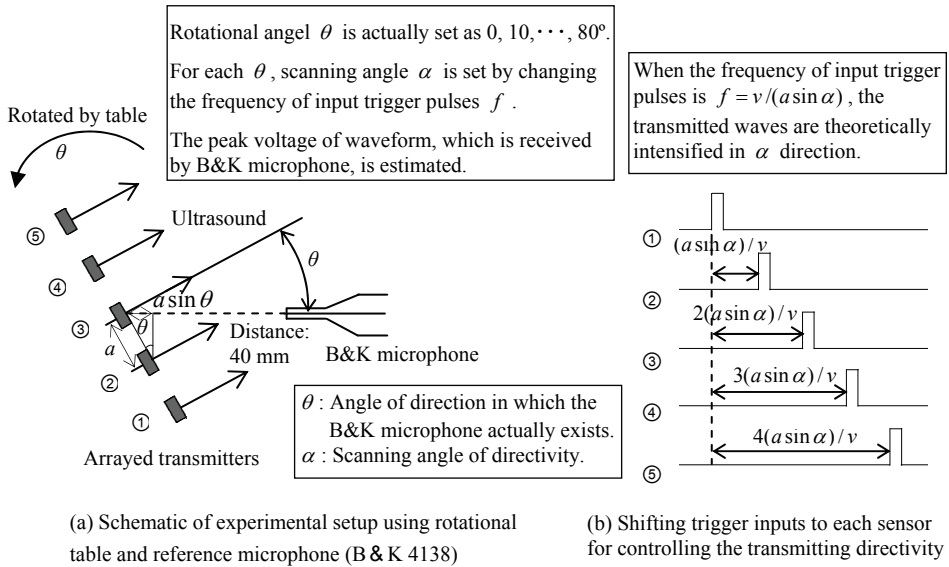 Rotational angel θ is actually set as 0, 10,···, 80º.
For each θ, scanning angle α is set by changing
the frequency of input trigger pulses f .
The peak voltage of waveform, which is received
by B&K microphone, is estimated.
When the frequency of input trigger
pulses is f = v/(a sin α), the
transmitted waves are theoretically
intensified in α direction.
Rotated by table
θ
⑤
④
③
②
①
Ultrasound
θ
a sin θ
θ
a
Distance:
40 mm
B&K microphone
Arrayed transmitters
θ : Angle of direction in which the
B&K microphone actually exists.
α : Scanning angle of directivity.
①
(a sin α)/v
②
2(a sin α)/v
③
3(a sin α)/v
④
4(a sin α)/v
⑤
(a) Schematic of experimental setup using rotational
table and reference microphone (B&K 4138)
(b) Shifting trigger inputs to each sensor
for controlling the transmitting directivity